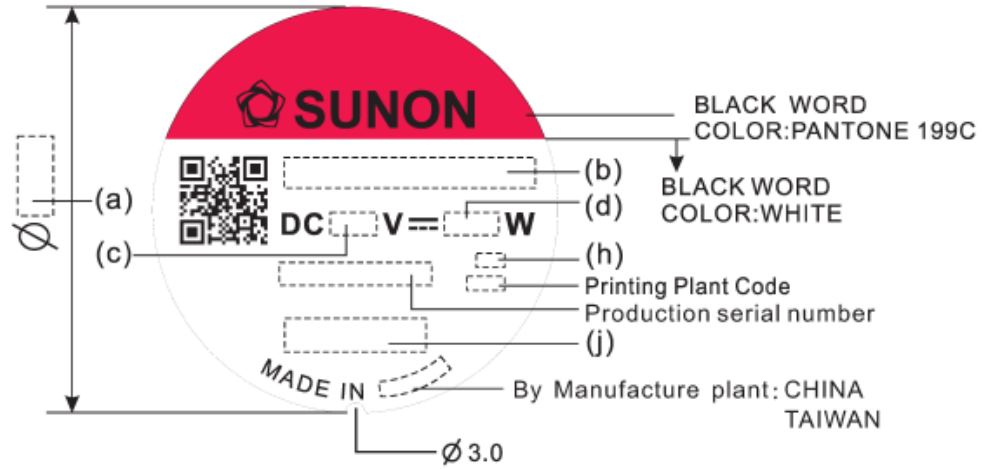 SUNON
BLACK WORD
COLOR:PANTONE 199C
(a)
(b)
BLACK WORD
COLOR:WHITE
DC V⎓ W
(d)
Ø
(c)
(h)
Printing Plant Code
Production serial number
(j)
MADE IN
By Manufacture plant: CHINA
TAIWAN
Ø 3.0